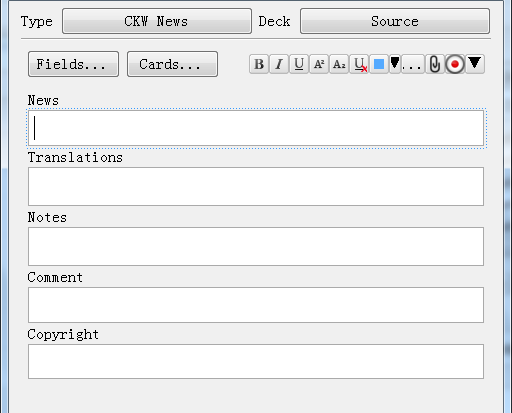 Type CKW News Deck Source
Fields... Cards... B I U A² A₂ U ...
News
Translations
Notes
Comment
Copyright